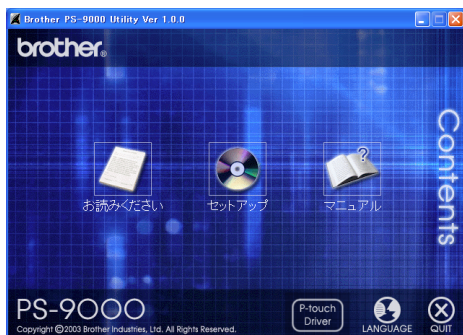 Brother PS-9000 Utility Ver 1.0.0
brother®
Contents
お読みください
セットアップ
マニュアル
PS-9000
Copyright ©2003 Brother Industries, Ltd. All Rights Reserved.
P-touch
Driver
LANGUAGE
QUIT